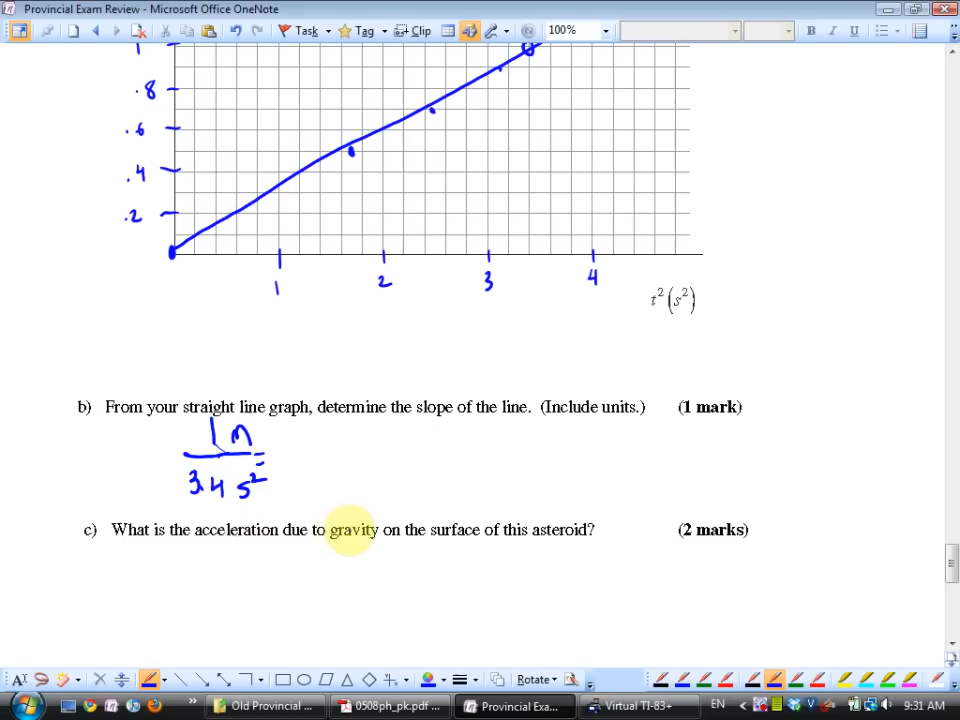 Provincial Exam Review - Microsoft OneNote
Task Tag Clip 100% B I U
1
.8
.6
.4
.2
1 2 3 4
t² (s²)
b) From your straight line graph, determine the slope of the line. (Include units.) (1 mark)
1 m =
3.4 s²
c) What is the acceleration due to gravity on the surface of this asteroid? (2 marks)
Rotate
Old Provincial ... 0508ph_pk.pdf ... Provincial Exa... Virtual TI-83+ EN 9:31 AM